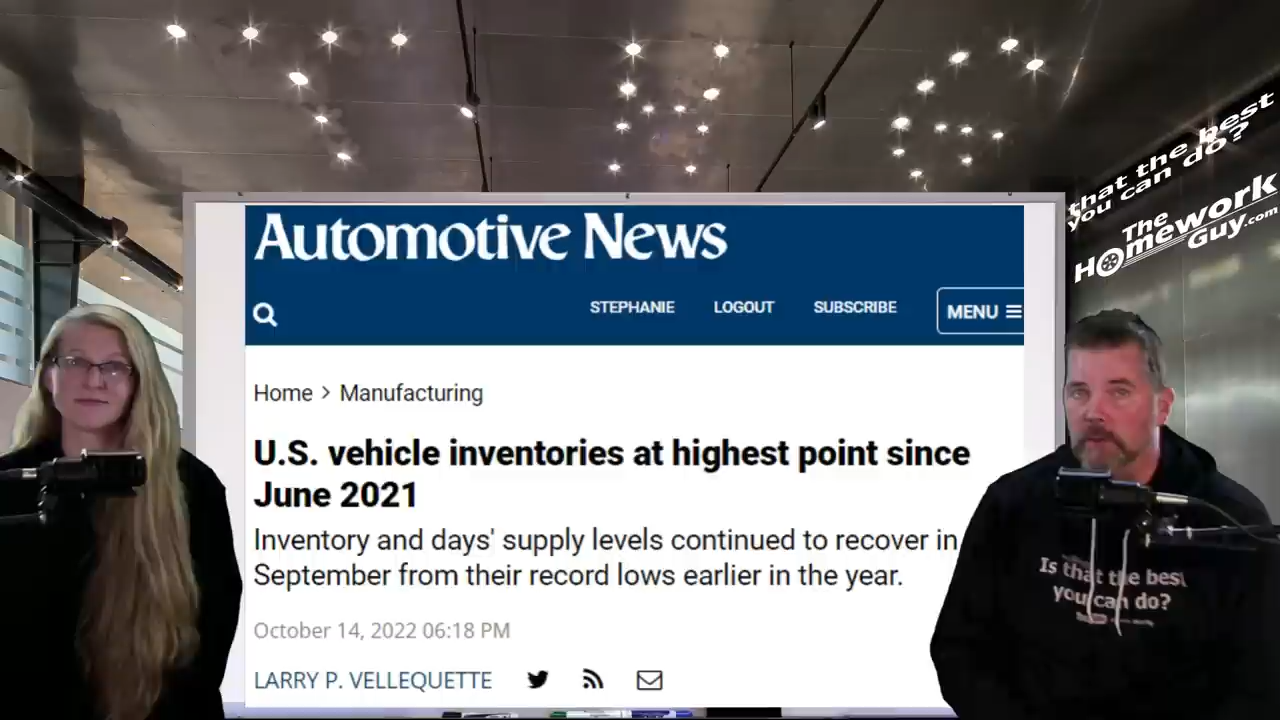 Automotive News
STEPHANIE LOGOUT SUBSCRIBE MENU
Home > Manufacturing
U.S. vehicle inventories at highest point since
June 2021
Inventory and days' supply levels continued to recover in
September from their record lows earlier in the year.
October 14, 2022 06:18 PM
LARRY P. VELLEQUETTE
that the best
you can do?
The
Homework
Guy.com
Is that the best
you can do?